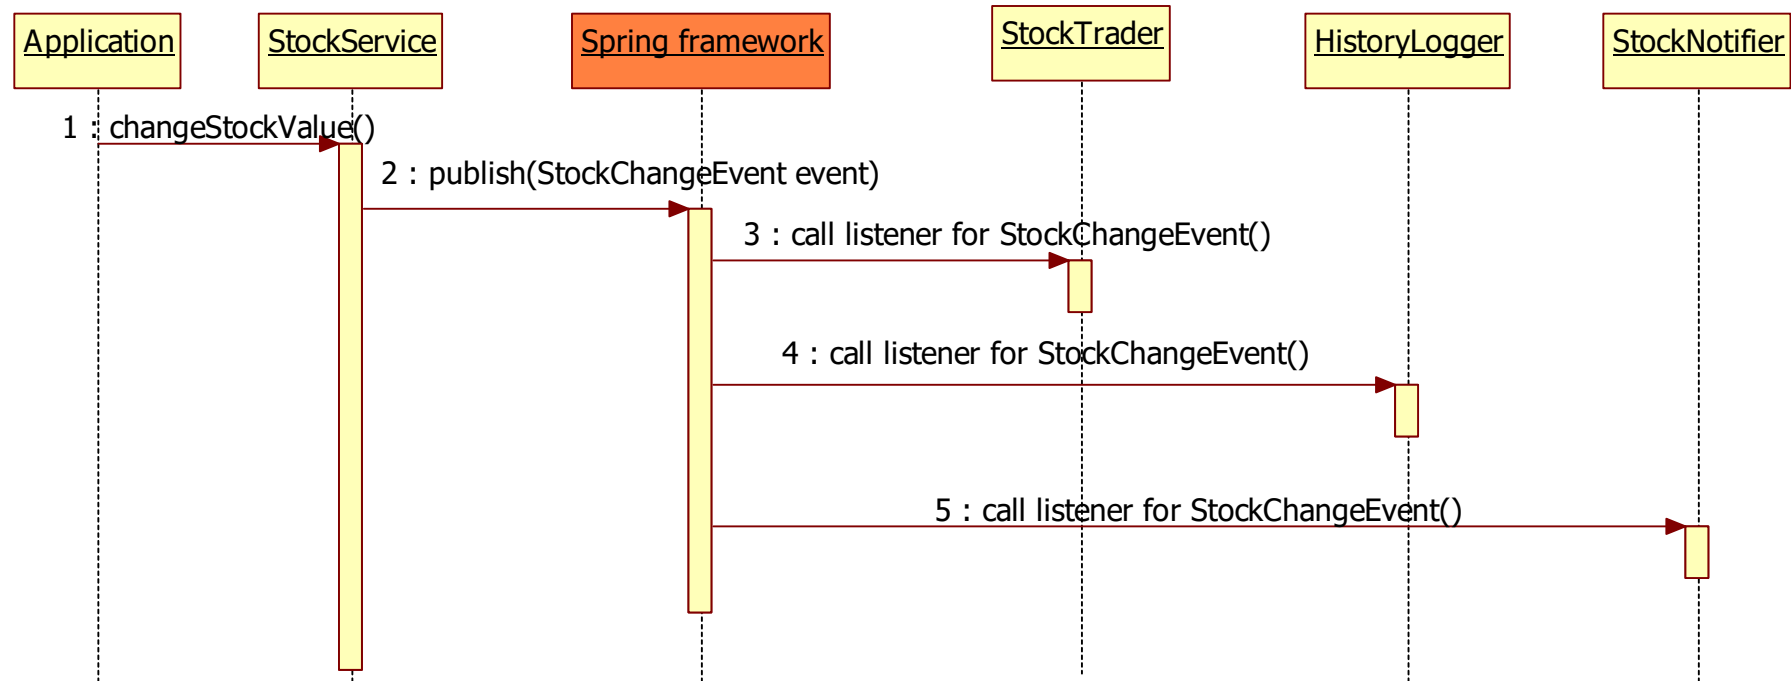 Application
StockService
Spring framework
StockTrader
HistoryLogger
StockNotifier
1 : changeStockValue()
2 : publish(StockChangeEvent event)
3 : call listener for StockChangeEvent()
4 : call listener for StockChangeEvent()
5 : call listener for StockChangeEvent()